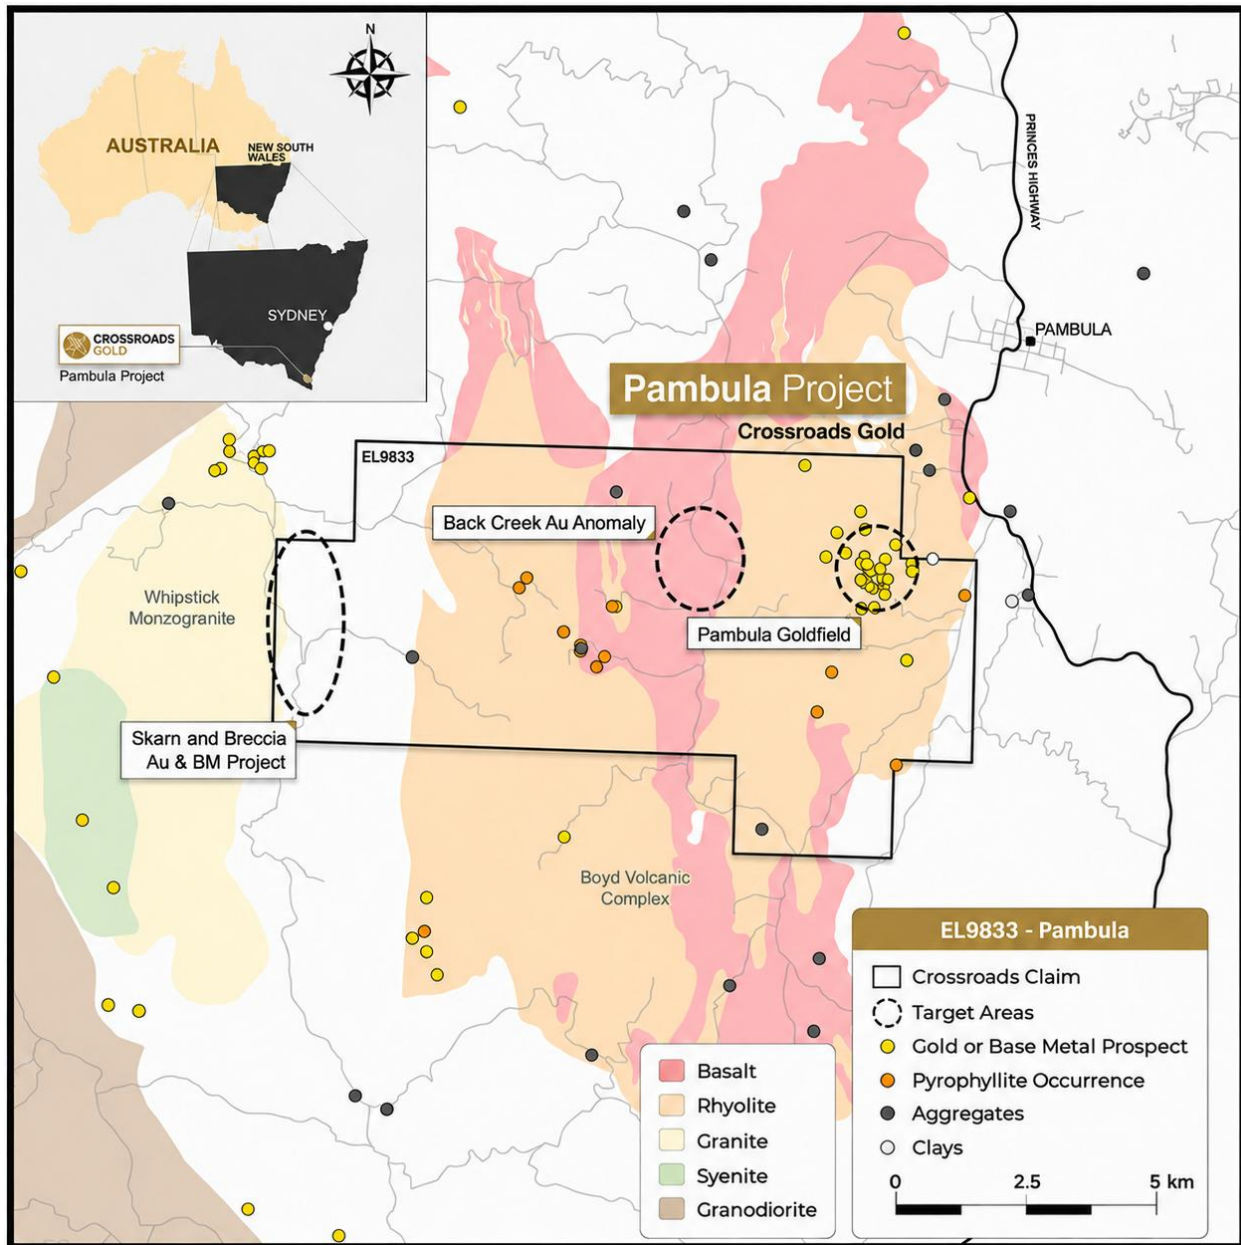 N
AUSTRALIA
NEW SOUTH
WALES
SYDNEY
CROSSROADS
GOLD
Pambula Project
PRINCES HIGHWAY
PAMBULA
Pambula Project
Crossroads Gold
EL9833
Back Creek Au Anomaly
Whipstick
Monzogranite
Pambula Goldfield
Skarn and Breccia
Au & BM Project
Boyd Volcanic
Complex
Basalt
Rhyolite
Granite
Syenite
Granodiorite
EL9833 - Pambula
Crossroads Claim
Target Areas
Gold or Base Metal Prospect
Pyrophyllite Occurrence
Aggregates
Clays
0 2.5 5 km